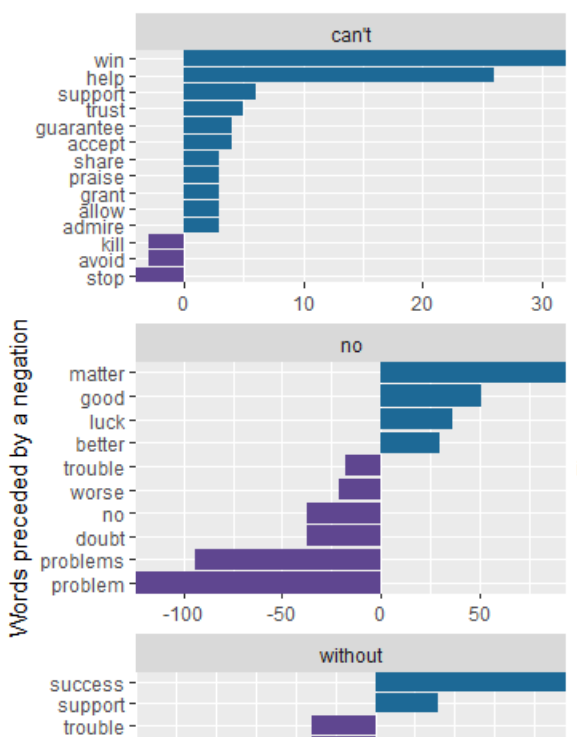 can't
win
help
support
trust
guarantee
accept
share
praise
grant
allow
admire
kill
avoid
stop
0 10 20 30
Words preceded by a negation
no
matter
good
luck
better
trouble
worse
no
doubt
problems
problem
-100 -50 0 50
without
success
support
trouble